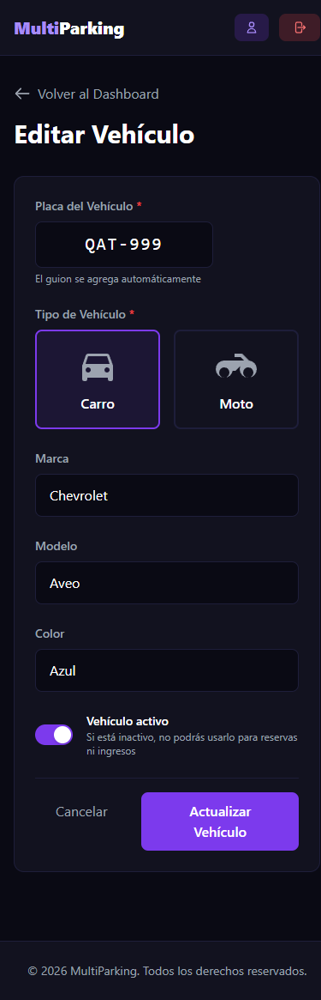 MultiParking
Volver al Dashboard
Editar Vehículo
Placa del Vehículo *
QAT-999
El guion se agrega automáticamente
Tipo de Vehículo *
Carro
Moto
Marca
Chevrolet
Modelo
Aveo
Color
Azul
Vehículo activo
Si está inactivo, no podrás usarlo para reservas
ni ingresos
Cancelar
Actualizar
Vehículo
© 2026 MultiParking. Todos los derechos reservados.